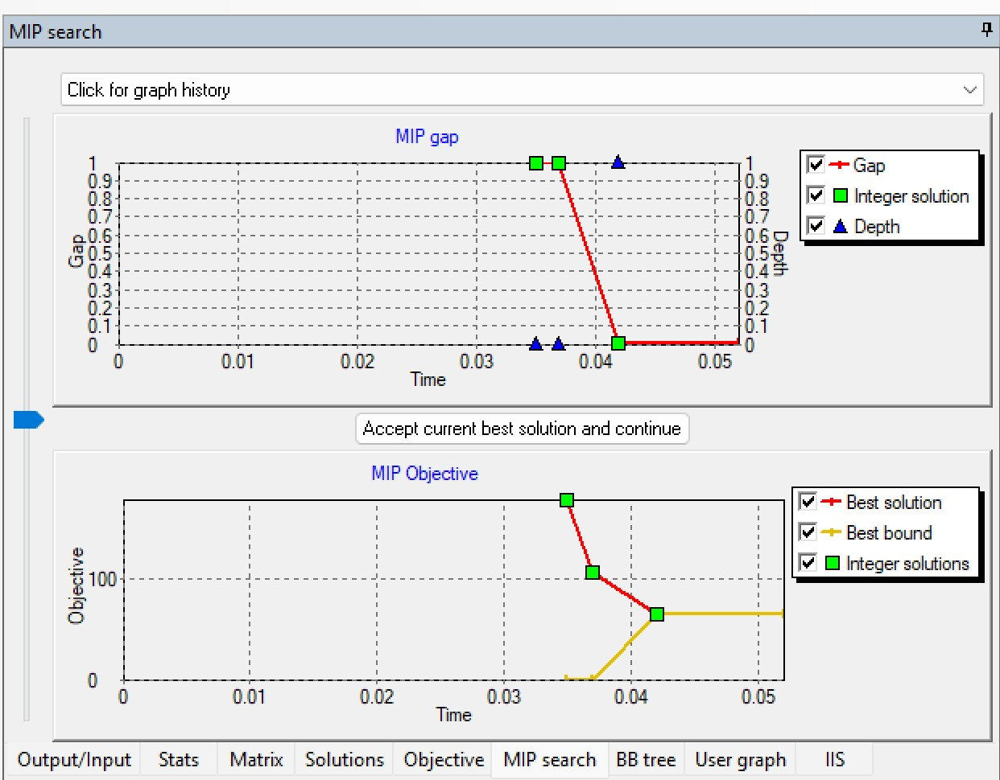 MIP search
Click for graph history
MIP gap
1
0.9
0.8
0.7
0.6
0.5
0.4
0.3
0.2
0.1
0
Gap
1
0.9
0.8
0.7
0.6
0.5
0.4
0.3
0.2
0.1
0
Depth
0 0.01 0.02 0.03 0.04 0.05
Time
Gap
Integer solution
Depth
Accept current best solution and continue
MIP Objective
100
0
Objective
0 0.01 0.02 0.03 0.04 0.05
Time
Best solution
Best bound
Integer solutions
Output/Input Stats Matrix Solutions Objective MIP search BB tree User graph IIS